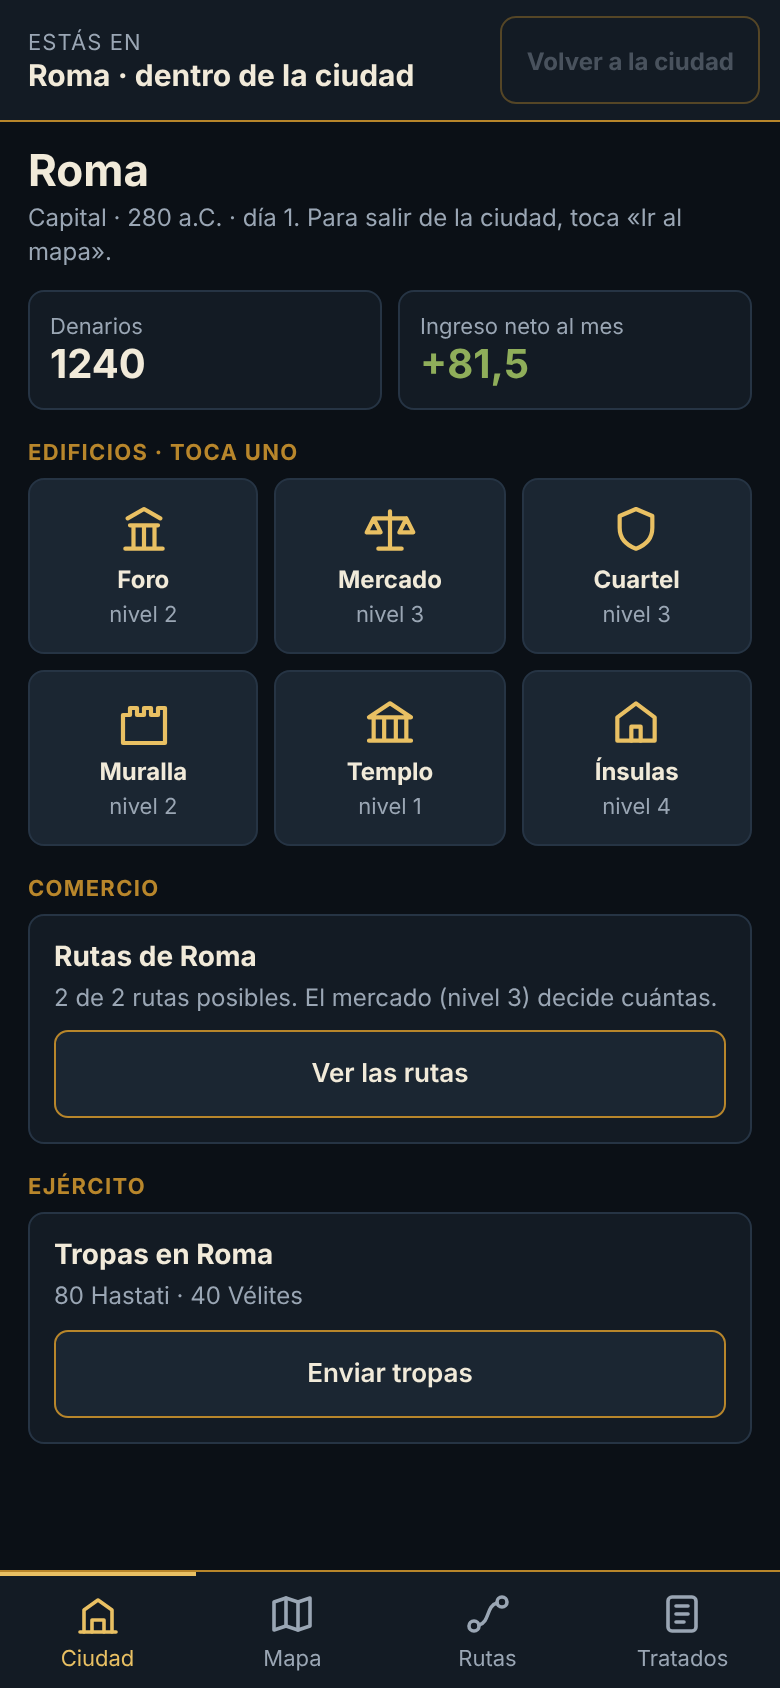 ESTÁS EN
Roma · dentro de la ciudad
Volver a la ciudad
Roma
Capital · 280 a.C. · día 1. Para salir de la ciudad, toca «Ir al
mapa».
Denarios
1240
Ingreso neto al mes
+81,5
EDIFICIOS · TOCA UNO
Foro
nivel 2
Mercado
nivel 3
Cuartel
nivel 3
Muralla
nivel 2
Templo
nivel 1
Ínsulas
nivel 4
COMERCIO
Rutas de Roma
2 de 2 rutas posibles. El mercado (nivel 3) decide cuántas.
Ver las rutas
EJÉRCITO
Tropas en Roma
80 Hastati · 40 Vélites
Enviar tropas
Ciudad
Mapa
Rutas
Tratados